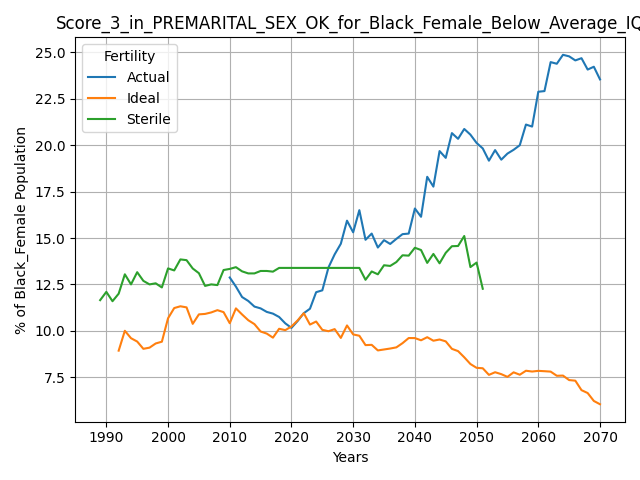 Score_3_in_PREMARITAL_SEX_OK_for_Black_Female_Below_Average_IQ
Fertility
Actual
Ideal
Sterile
% of Black_Female Population
25.0
22.5
20.0
17.5
15.0
12.5
10.0
7.5
1990 2000 2010 2020 2030 2040 2050 2060 2070
Years